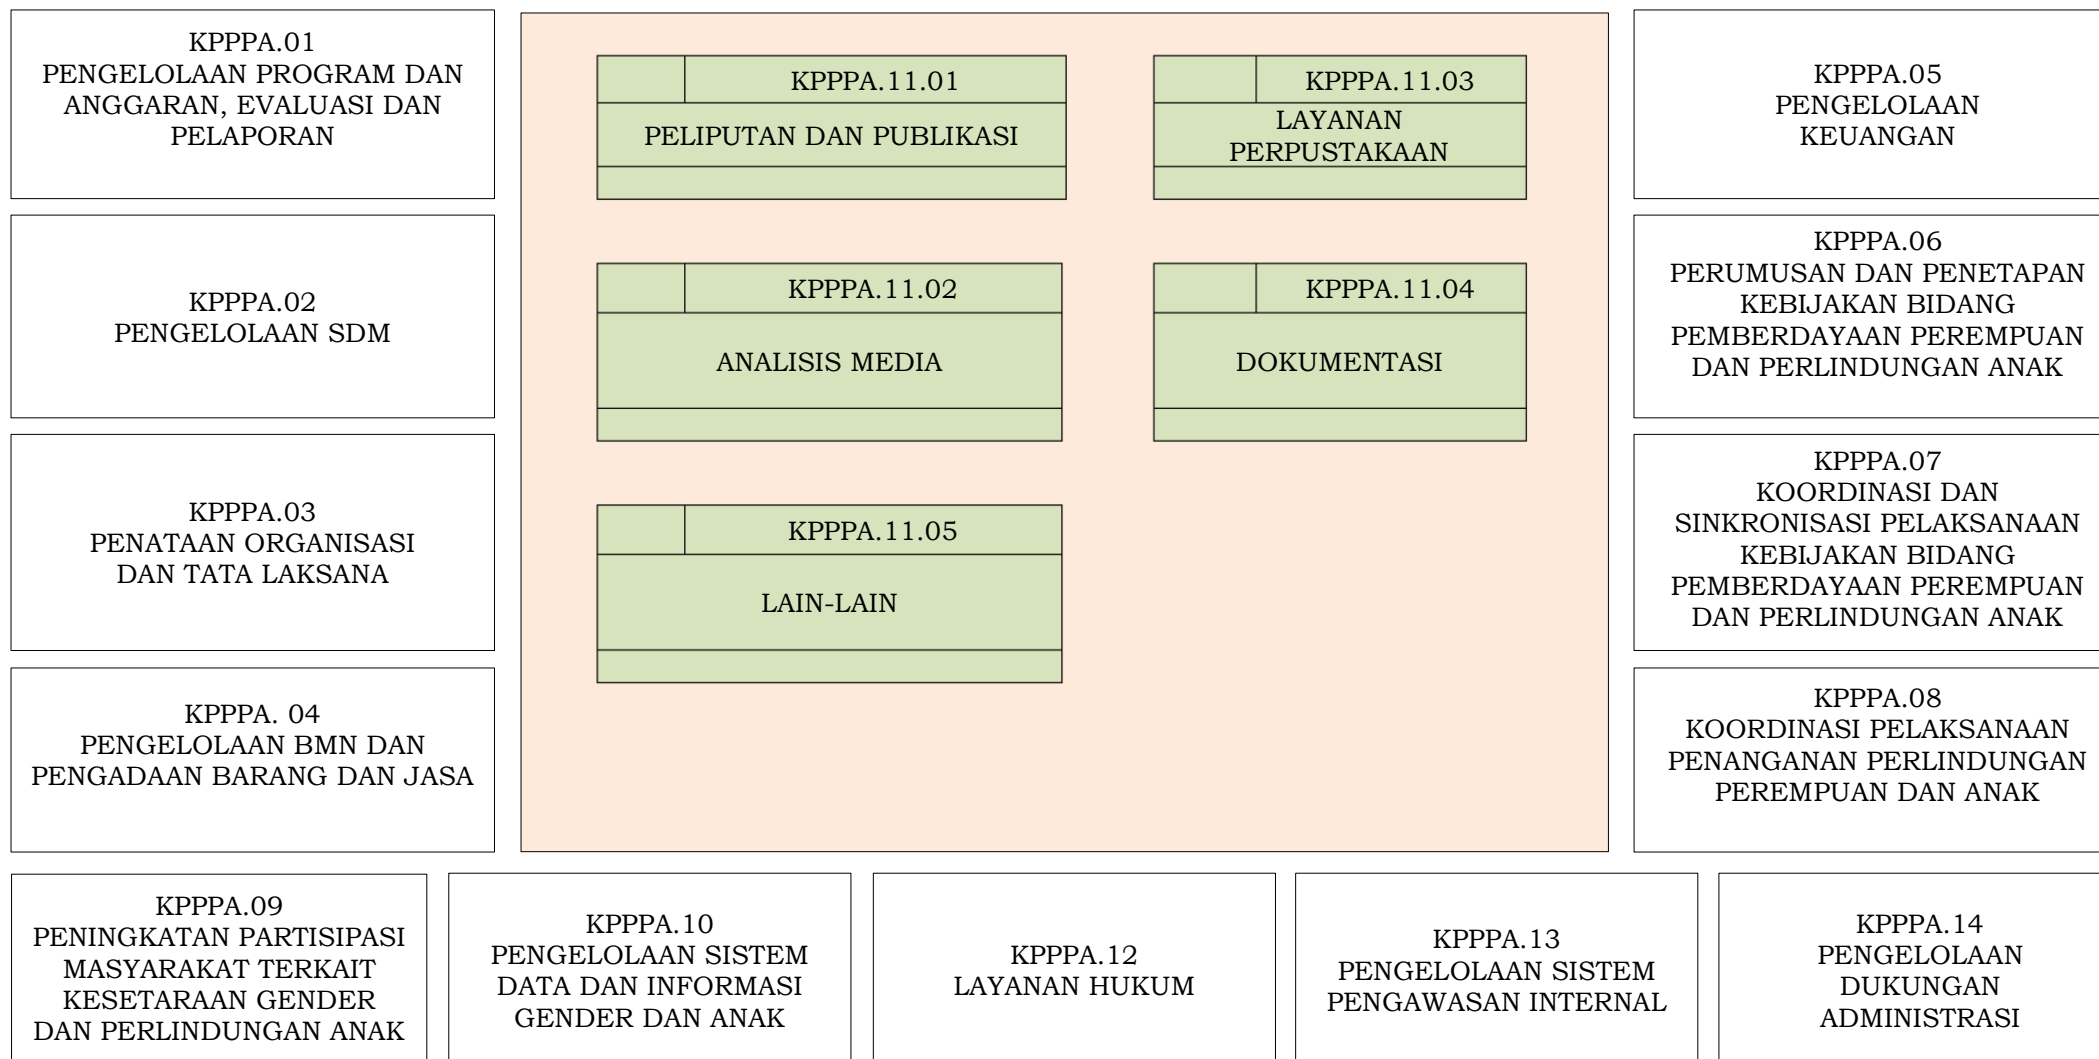 KPPPA.01
PENGELOLAAN PROGRAM DAN
ANGGARAN, EVALUASI DAN
PELAPORAN
KPPPA.02
PENGELOLAAN SDM
KPPPA.03
PENATAAN ORGANISASI
DAN TATA LAKSANA
KPPPA. 04
PENGELOLAAN BMN DAN
PENGADAAN BARANG DAN JASA
KPPPA.11.01
PELIPUTAN DAN PUBLIKASI
KPPPA.11.03
LAYANAN
PERPUSTAKAAN
KPPPA.11.02
ANALISIS MEDIA
KPPPA.11.04
DOKUMENTASI
KPPPA.11.05
LAIN-LAIN
KPPPA.05
PENGELOLAAN
KEUANGAN
KPPPA.06
PERUMUSAN DAN PENETAPAN
KEBIJAKAN BIDANG
PEMBERDAYAAN PEREMPUAN
DAN PERLINDUNGAN ANAK
KPPPA.07
KOORDINASI DAN
SINKRONISASI PELAKSANAAN
KEBIJAKAN BIDANG
PEMBERDAYAAN PEREMPUAN
DAN PERLINDUNGAN ANAK
KPPPA.08
KOORDINASI PELAKSANAAN
PENANGANAN PERLINDUNGAN
PEREMPUAN DAN ANAK
KPPPA.09
PENINGKATAN PARTISIPASI
MASYARAKAT TERKAIT
KESETARAAN GENDER
DAN PERLINDUNGAN ANAK
KPPPA.10
PENGELOLAAN SISTEM
DATA DAN INFORMASI
GENDER DAN ANAK
KPPPA.12
LAYANAN HUKUM
KPPPA.13
PENGELOLAAN SISTEM
PENGAWASAN INTERNAL
KPPPA.14
PENGELOLAAN
DUKUNGAN
ADMINISTRASI